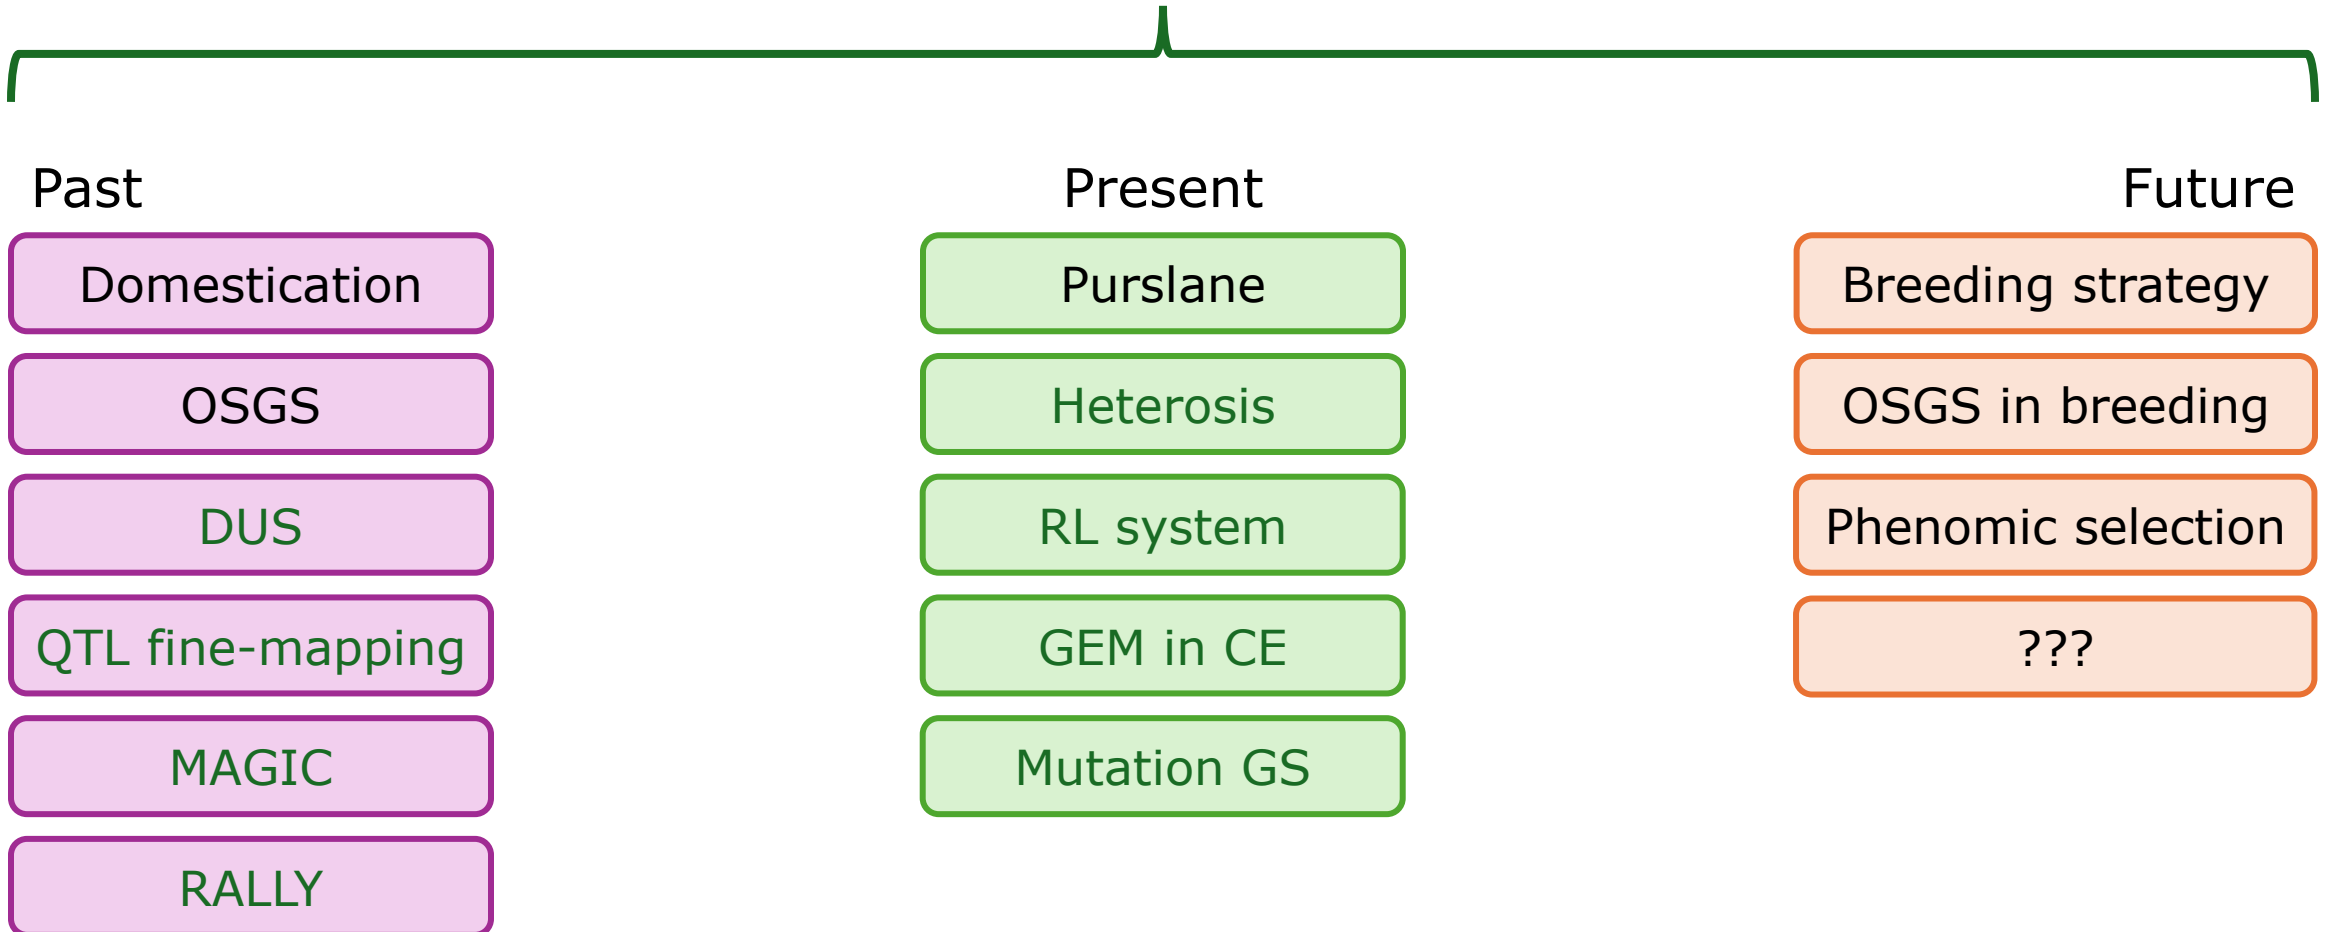 Past
Domestication
OSGS
DUS
QTL fine-mapping
MAGIC
RALLY
Present
Purslane
Heterosis
RL system
GEM in CE
Mutation GS
Future
Breeding strategy
OSGS in breeding
Phenomic selection
???